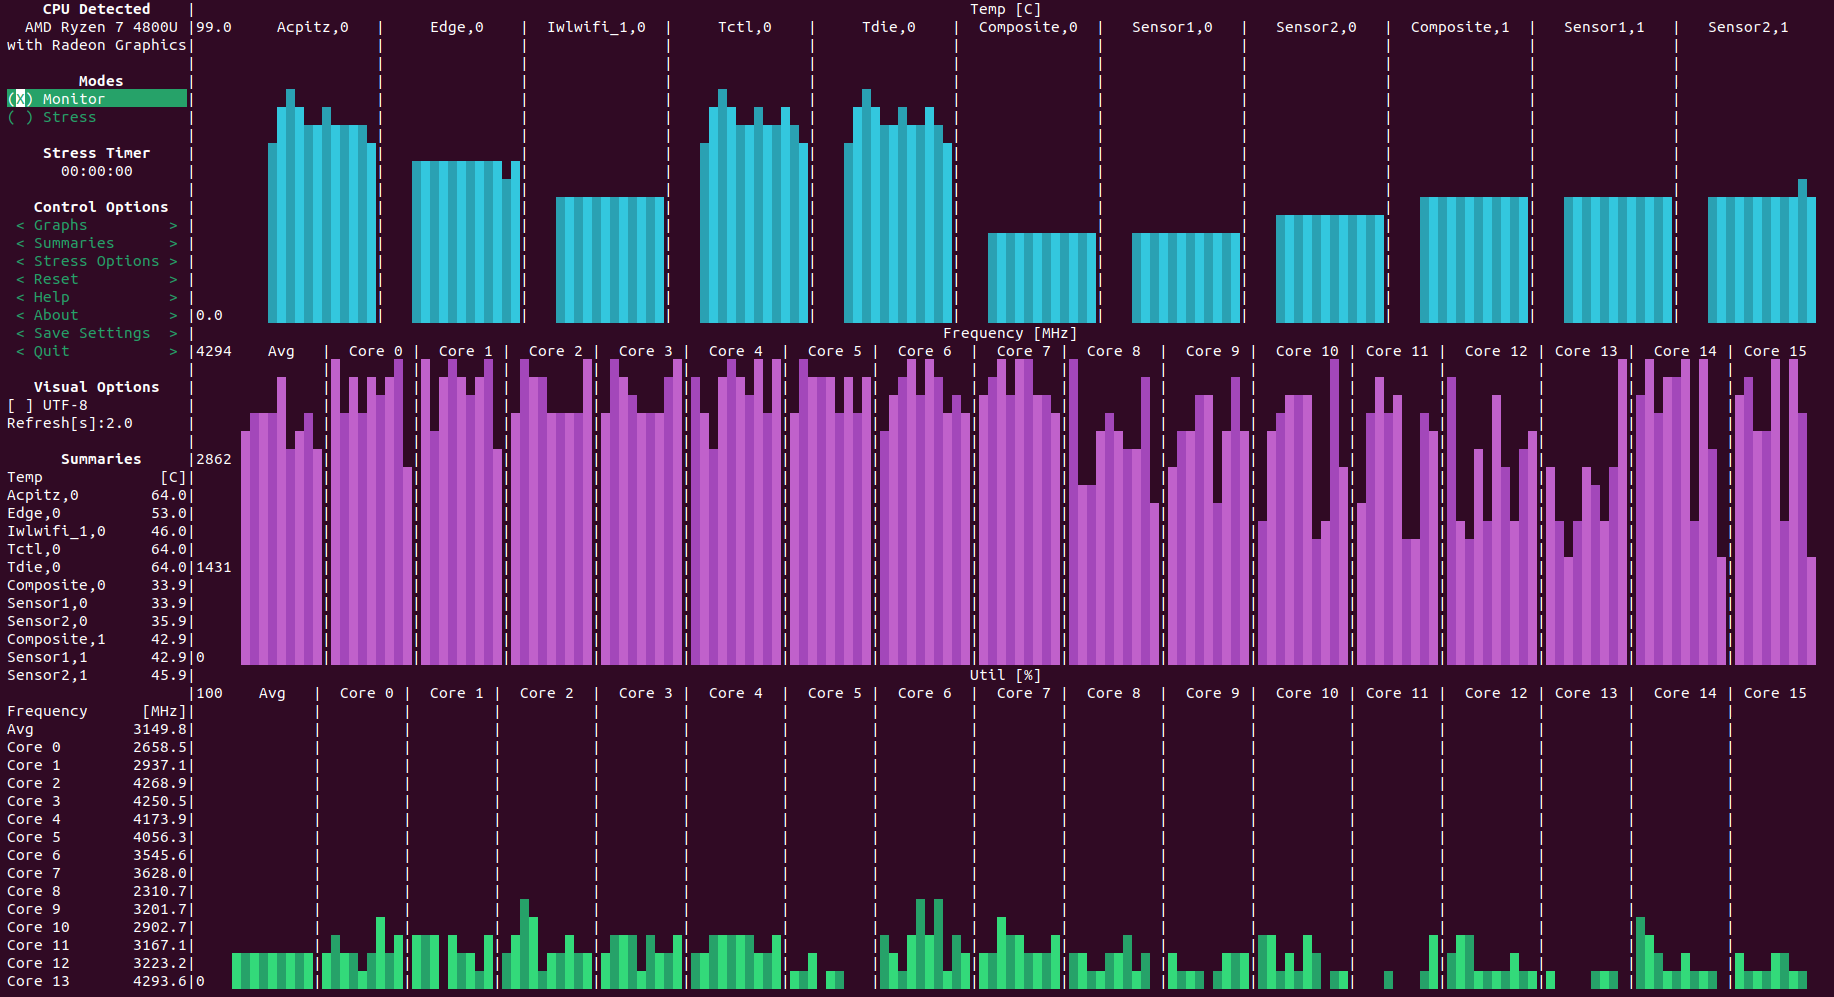 CPU Detected
AMD Ryzen 7 4800U
with Radeon Graphics
Modes
(X) Monitor
( ) Stress
Stress Timer
00:00:00
Control Options
< Graphs >
< Summaries >
< Stress Options >
< Reset >
< Help >
< About >
< Save Settings >
< Quit >
Visual Options
[ ] UTF-8
Refresh[s]:2.0
Summaries
Temp [C]
Acpitz,0 64.0
Edge,0 53.0
Iwlwifi_1,0 46.0
Tctl,0 64.0
Tdie,0 64.0
Composite,0 33.9
Sensor1,0 33.9
Sensor2,0 35.9
Composite,1 42.9
Sensor1,1 42.9
Sensor2,1 45.9
Frequency [MHz]
Avg 3149.8
Core 0 2658.5
Core 1 2937.1
Core 2 4268.9
Core 3 4250.5
Core 4 4173.9
Core 5 4056.3
Core 6 3545.6
Core 7 3628.0
Core 8 2310.7
Core 9 3201.7
Core 10 2902.7
Core 11 3167.1
Core 12 3223.2
Core 13 4293.6
Temp [C]
99.0 Acpitz,0 | Edge,0 | Iwlwifi_1,0 | Tctl,0 | Tdie,0 | Composite,0 | Sensor1,0 | Sensor2,0 | Composite,1 | Sensor1,1 | Sensor2,1
0.0
Frequency [MHz]
4294 Avg | Core 0 | Core 1 | Core 2 | Core 3 | Core 4 | Core 5 | Core 6 | Core 7 | Core 8 | Core 9 | Core 10 | Core 11 | Core 12 | Core 13 | Core 14 | Core 15
2862
1431
0
Util [%]
100 Avg | Core 0 | Core 1 | Core 2 | Core 3 | Core 4 | Core 5 | Core 6 | Core 7 | Core 8 | Core 9 | Core 10 | Core 11 | Core 12 | Core 13 | Core 14 | Core 15
0